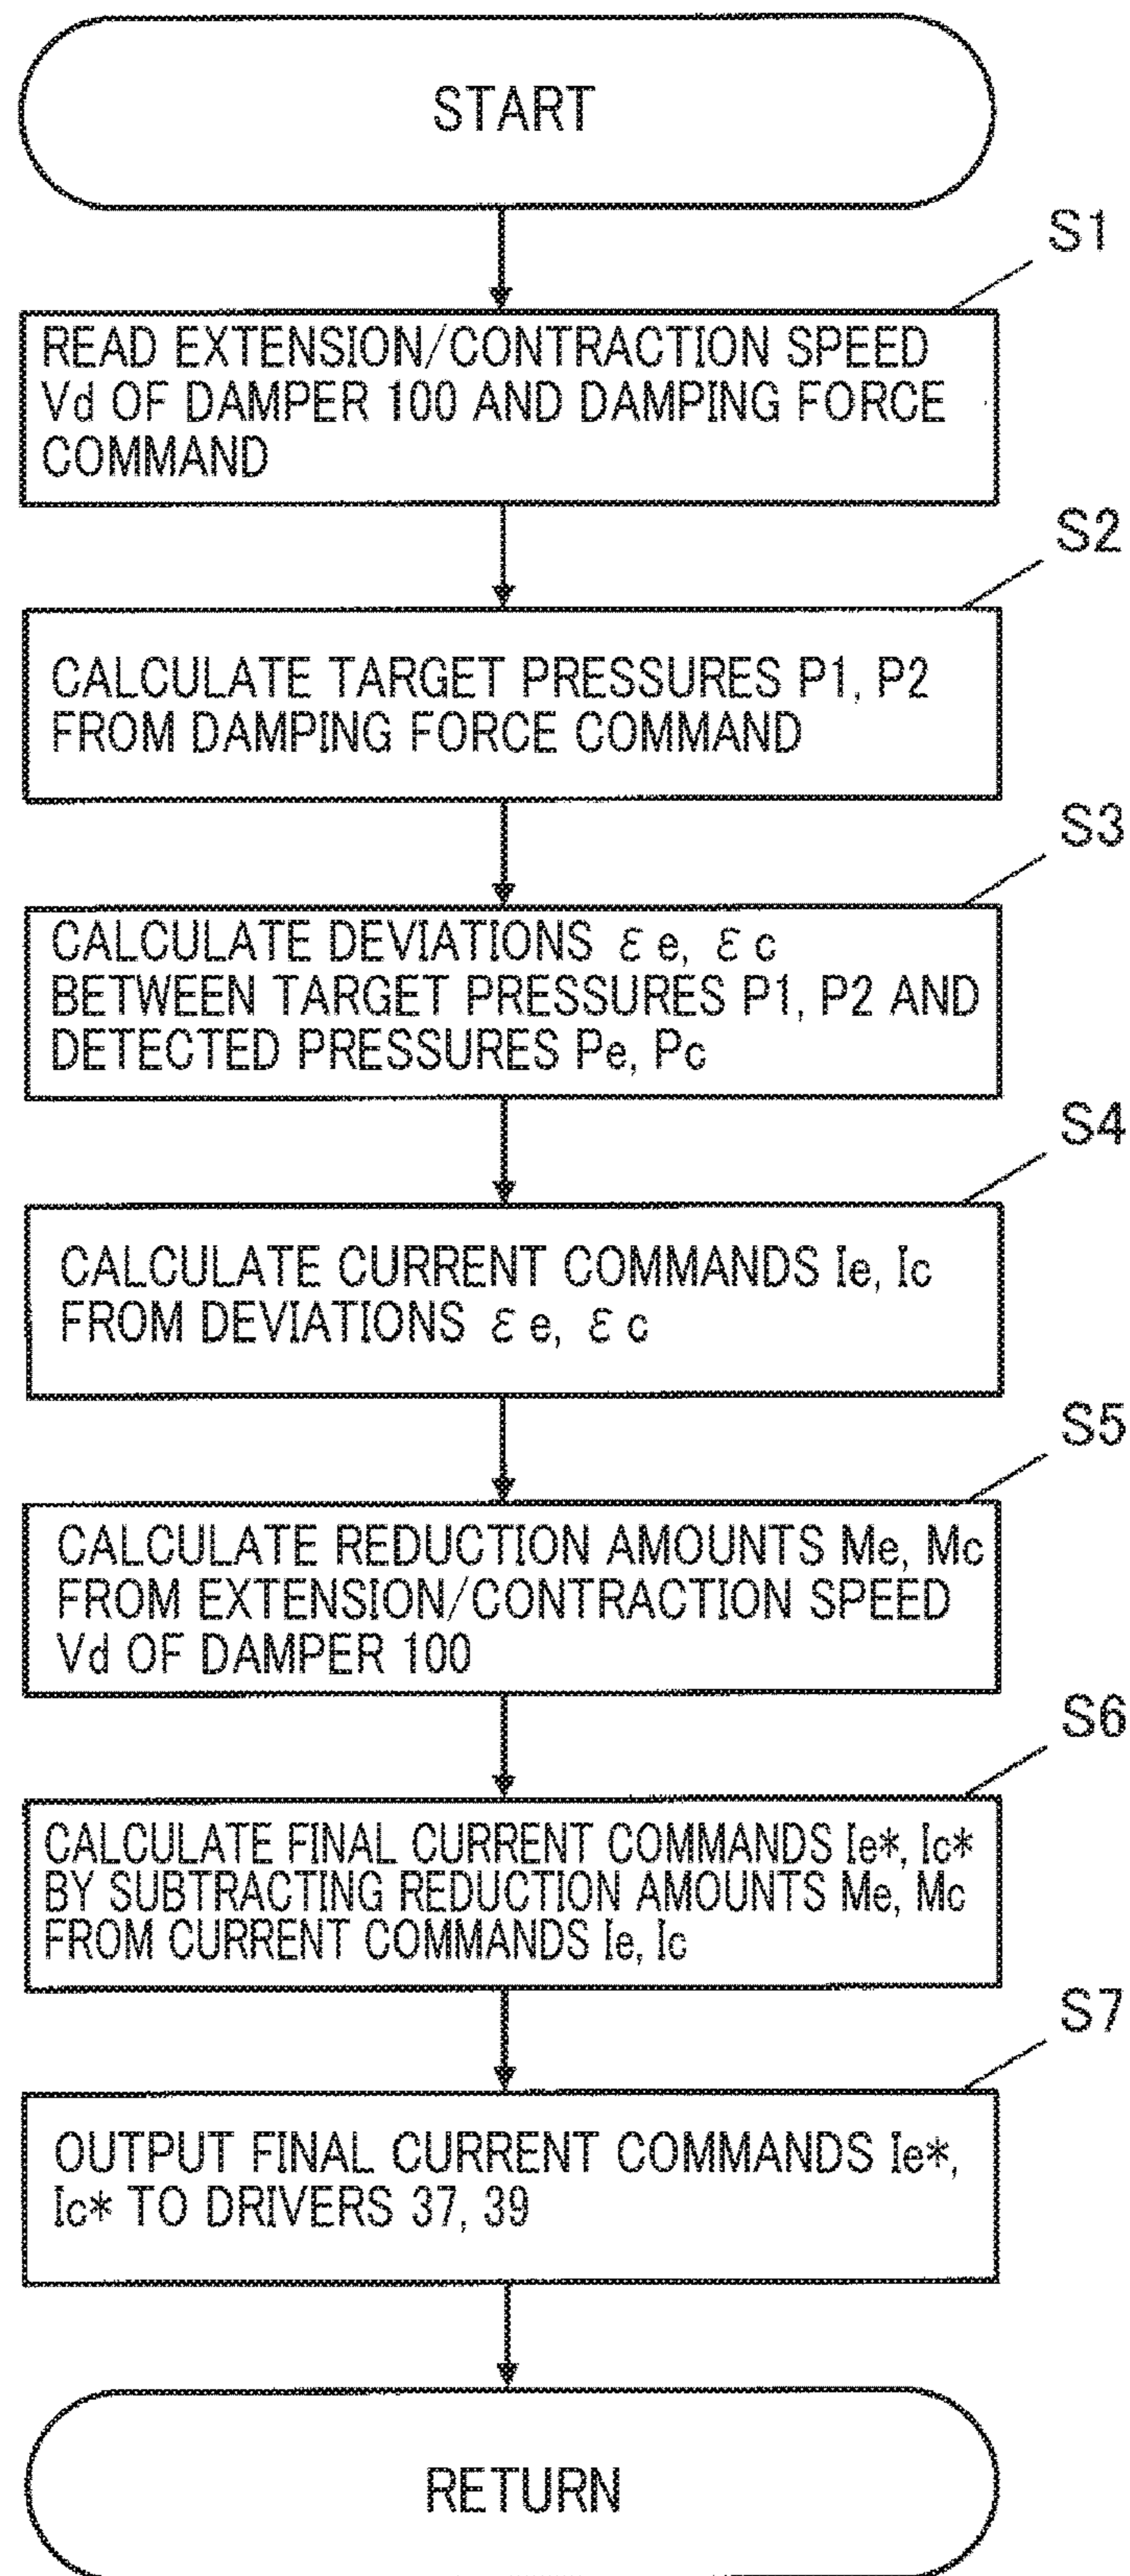 START
S1
READ EXTENSION/CONTRACTION SPEED
Vd OF DAMPER 100 AND DAMPING FORCE
COMMAND
S2
CALCULATE TARGET PRESSURES P1, P2
FROM DAMPING FORCE COMMAND
S3
CALCULATE DEVIATIONS εe, εc
BETWEEN TARGET PRESSURES P1, P2 AND
DETECTED PRESSURES Pe, Pc
S4
CALCULATE CURRENT COMMANDS Ie, Ic
FROM DEVIATIONS εe, εc
S5
CALCULATE REDUCTION AMOUNTS Me, Mc
FROM EXTENSION/CONTRACTION SPEED
Vd OF DAMPER 100
S6
CALCULATE FINAL CURRENT COMMANDS Ie*, Ic*
BY SUBTRACTING REDUCTION AMOUNTS Me, Mc
FROM CURRENT COMMANDS Ie, Ic
S7
OUTPUT FINAL CURRENT COMMANDS Ie*,
Ic* TO DRIVERS 37, 39
RETURN